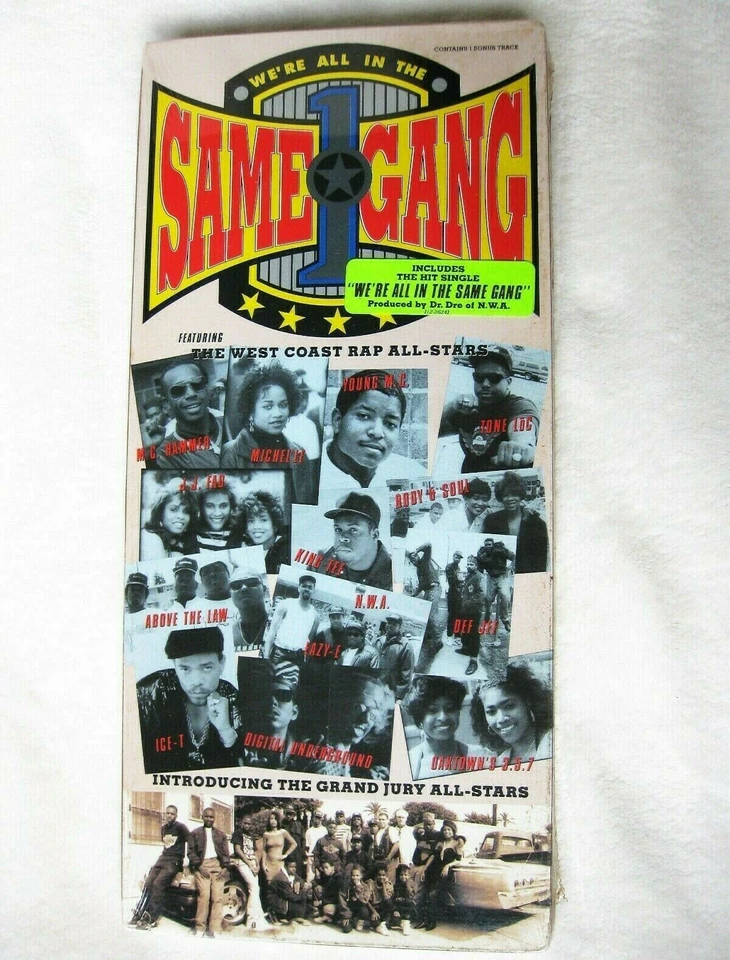 CONTAINS 1 BONUS TRACK
WE'RE ALL IN THE
SAME 1 GANG
INCLUDES
THE HIT SINGLE
"WE'RE ALL IN THE SAME GANG"
Produced by Dr. Dre of N.W.A.
1/2-26241
FEATURING
THE WEST COAST RAP ALL-STARS
M.C. HAMMER
MICHEL'LE
YOUNG M.C.
TONE LOC
J.J. FAD
BODY & SOUL
KING TEE
ABOVE THE LAW
N.W.A.
EAZY-E
DEF JEF
ICE-T
DIGITAL UNDERGROUND
OAKTOWN'S 3.5.7
INTRODUCING THE GRAND JURY ALL-STARS